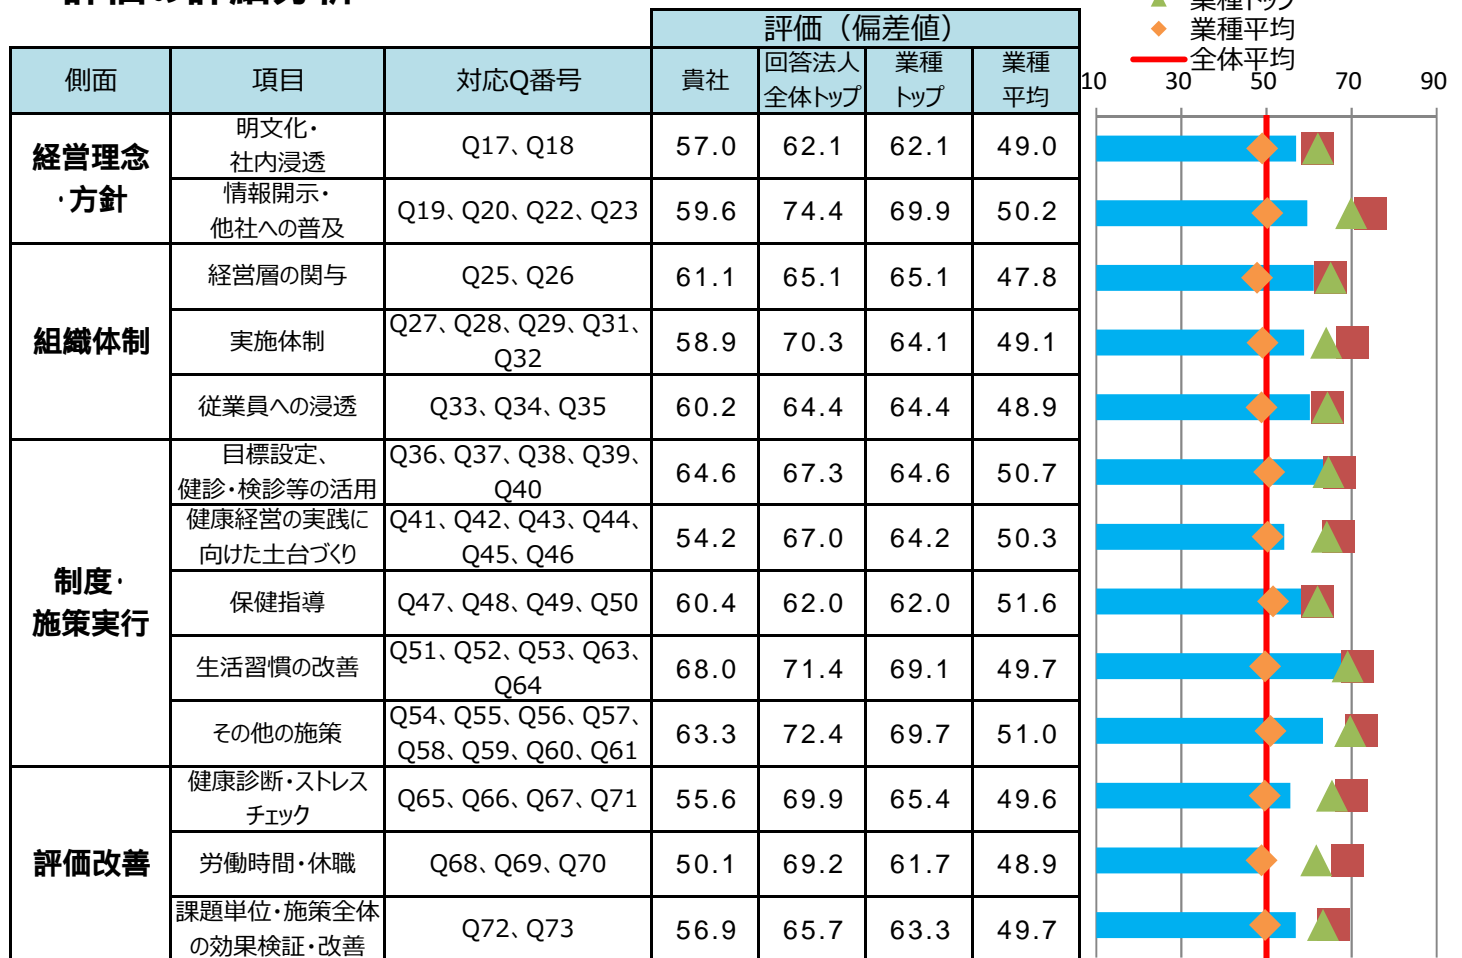 評価の詳細分析
業種トップ
業種平均
全体平均
評価（偏差値）
側面 項目 対応Q番号 貴社 回答法人全体トップ 業種トップ 業種平均
10 30 50 70 90
経営理念・方針
明文化・社内浸透 Q17、Q18 57.0 62.1 62.1 49.0
情報開示・他社への普及 Q19、Q20、Q22、Q23 59.6 74.4 69.9 50.2
組織体制
経営層の関与 Q25、Q26 61.1 65.1 65.1 47.8
実施体制 Q27、Q28、Q29、Q31、Q32 58.9 70.3 64.1 49.1
従業員への浸透 Q33、Q34、Q35 60.2 64.4 64.4 48.9
制度・施策実行
目標設定、健診・検診等の活用 Q36、Q37、Q38、Q39、Q40 64.6 67.3 64.6 50.7
健康経営の実践に向けた土台づくり Q41、Q42、Q43、Q44、Q45、Q46 54.2 67.0 64.2 50.3
保健指導 Q47、Q48、Q49、Q50 60.4 62.0 62.0 51.6
生活習慣の改善 Q51、Q52、Q53、Q63、Q64 68.0 71.4 69.1 49.7
その他の施策 Q54、Q55、Q56、Q57、Q58、Q59、Q60、Q61 63.3 72.4 69.7 51.0
評価改善
健康診断・ストレスチェック Q65、Q66、Q67、Q71 55.6 69.9 65.4 49.6
労働時間・休職 Q68、Q69、Q70 50.1 69.2 61.7 48.9
課題単位・施策全体の効果検証・改善 Q72、Q73 56.9 65.7 63.3 49.7